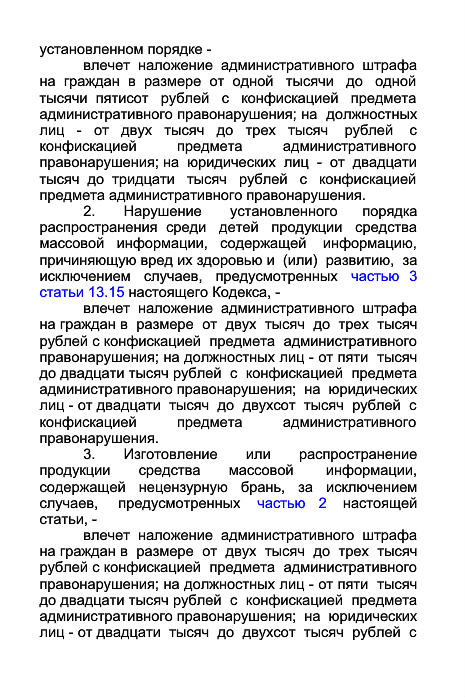 установленном порядке -
влечет наложение административного штрафа
на граждан в размере от одной тысячи до одной
тысячи пятисот рублей с конфискацией предмета
административного правонарушения; на должностных
лиц - от двух тысяч до трех тысяч рублей с
конфискацией предмета административного
правонарушения; на юридических лиц - от двадцати
тысяч до тридцати тысяч рублей с конфискацией
предмета административного правонарушения.
2. Нарушение установленного порядка
распространения среди детей продукции средства
массовой информации, содержащей информацию,
причиняющую вред их здоровью и (или) развитию, за
исключением случаев, предусмотренных частью 3
статьи 13.15 настоящего Кодекса, -
влечет наложение административного штрафа
на граждан в размере от двух тысяч до трех тысяч
рублей с конфискацией предмета административного
правонарушения; на должностных лиц - от пяти тысяч
до двадцати тысяч рублей с конфискацией предмета
административного правонарушения; на юридических
лиц - от двадцати тысяч до двухсот тысяч рублей с
конфискацией предмета административного
правонарушения.
3. Изготовление или распространение
продукции средства массовой информации,
содержащей нецензурную брань, за исключением
случаев, предусмотренных частью 2 настоящей
статьи, -
влечет наложение административного штрафа
на граждан в размере от двух тысяч до трех тысяч
рублей с конфискацией предмета административного
правонарушения; на должностных лиц - от пяти тысяч
до двадцати тысяч рублей с конфискацией предмета
административного правонарушения; на юридических
лиц - от двадцати тысяч до двухсот тысяч рублей с